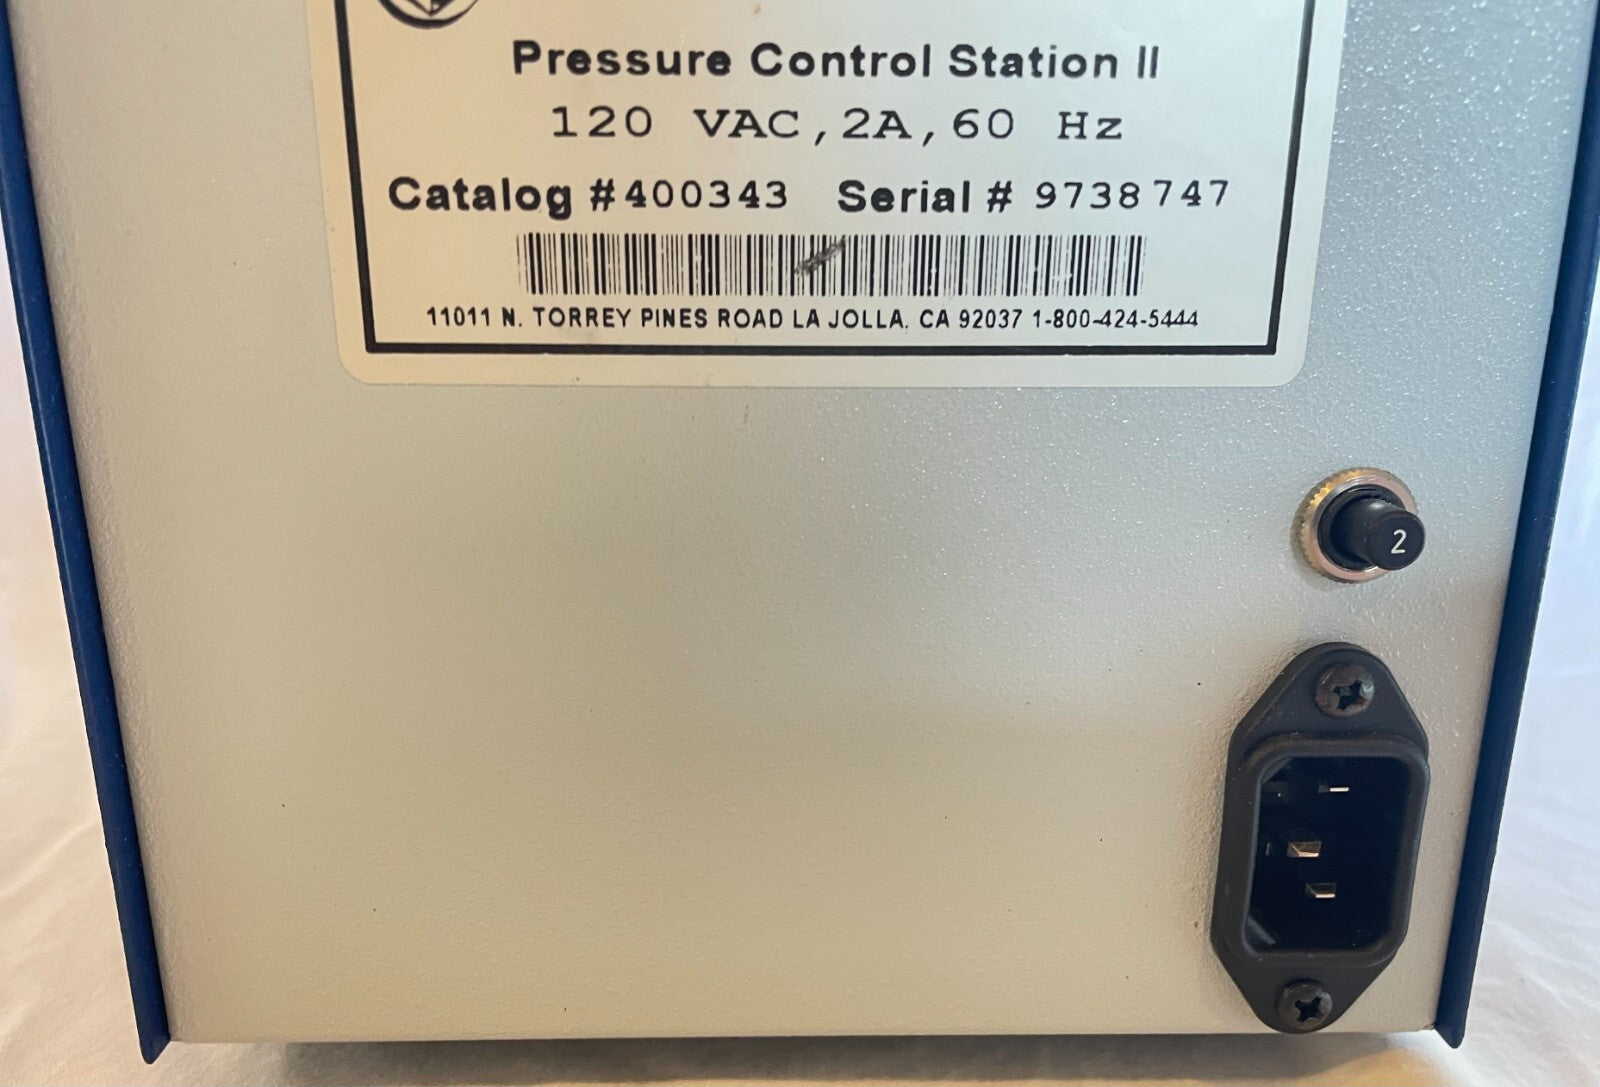 Pressure Control Station II
120 VAC, 2A, 60 Hz
Catalog #400343 Serial # 9738747
11011 N. TORREY PINES ROAD LA JOLLA, CA 92037 1-800-424-5444
2